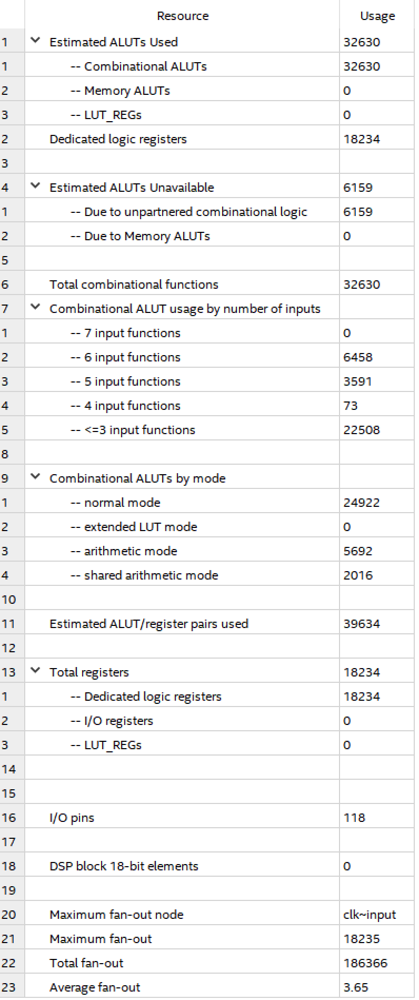 Resource Usage
1 Estimated ALUTs Used 32630
1 -- Combinational ALUTs 32630
2 -- Memory ALUTs 0
3 -- LUT_REGs 0
2 Dedicated logic registers 18234
3
4 Estimated ALUTs Unavailable 6159
1 -- Due to unpartnered combinational logic 6159
2 -- Due to Memory ALUTs 0
5
6 Total combinational functions 32630
7 Combinational ALUT usage by number of inputs
1 -- 7 input functions 0
2 -- 6 input functions 6458
3 -- 5 input functions 3591
4 -- 4 input functions 73
5 -- <=3 input functions 22508
8
9 Combinational ALUTs by mode
1 -- normal mode 24922
2 -- extended LUT mode 0
3 -- arithmetic mode 5692
4 -- shared arithmetic mode 2016
10
11 Estimated ALUT/register pairs used 39634
12
13 Total registers 18234
1 -- Dedicated logic registers 18234
2 -- I/O registers 0
3 -- LUT_REGs 0
14
15
16 I/O pins 118
17
18 DSP block 18-bit elements 0
19
20 Maximum fan-out node clk~input
21 Maximum fan-out 18235
22 Total fan-out 186366
23 Average fan-out 3.65